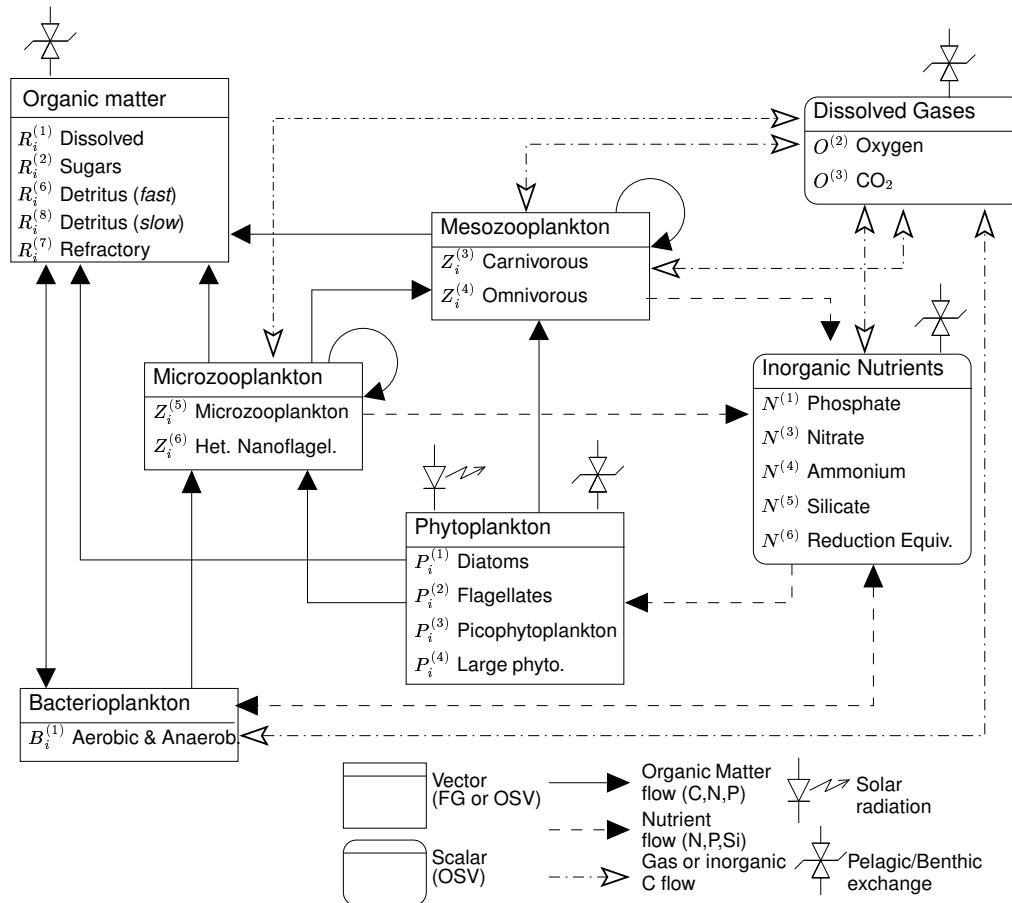 Organic matter
R_i^(1) Dissolved
R_i^(2) Sugars
R_i^(6) Detritus (fast)
R_i^(8) Detritus (slow)
R_i^(7) Refractory
Dissolved Gases
O^(2) Oxygen
O^(3) CO₂
Mesozooplankton
Z_i^(3) Carnivorous
Z_i^(4) Omnivorous
Microzooplankton
Z_i^(5) Microzooplankton
Z_i^(6) Het. Nanoflagel.
Inorganic Nutrients
N^(1) Phosphate
N^(3) Nitrate
N^(4) Ammonium
N^(5) Silicate
N^(6) Reduction Equiv.
Phytoplankton
P_i^(1) Diatoms
P_i^(2) Flagellates
P_i^(3) Picophytoplankton
P_i^(4) Large phyto.
Bacterioplankton
B_i^(1) Aerobic & Anaerob.
Vector
(FG or OSV)
Scalar
(OSV)
Organic Matter
flow (C,N,P)
Nutrient
flow (N,P,Si)
Gas or inorganic
C flow
Solar
radiation
Pelagic/Benthic
exchange